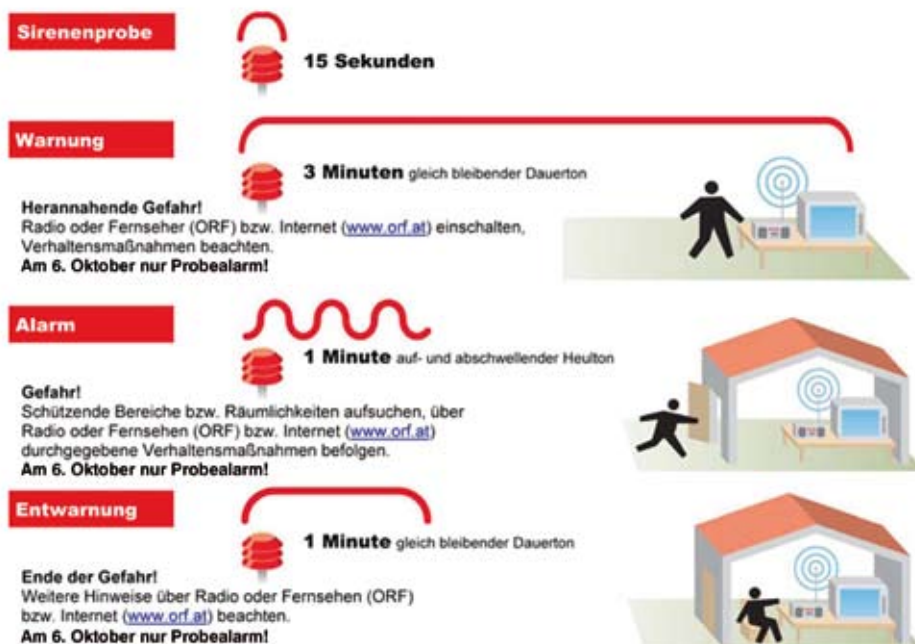 Sirenenprobe
15 Sekunden
Warnung
3 Minuten gleich bleibender Dauerton
Herannahende Gefahr!
Radio oder Fernseher (ORF) bzw. Internet (www.orf.at) einschalten,
Verhaltensmaßnahmen beachten.
Am 6. Oktober nur Probealarm!
Alarm
1 Minute auf- und abschwellender Heulton
Gefahr!
Schützende Bereiche bzw. Räumlichkeiten aufsuchen, über
Radio oder Fernsehen (ORF) bzw. Internet (www.orf.at)
durchgegebene Verhaltensmaßnahmen befolgen.
Am 6. Oktober nur Probealarm!
Entwarnung
1 Minute gleich bleibender Dauerton
Ende der Gefahr!
Weitere Hinweise über Radio oder Fernsehen (ORF)
bzw. Internet (www.orf.at) beachten.
Am 6. Oktober nur Probealarm!